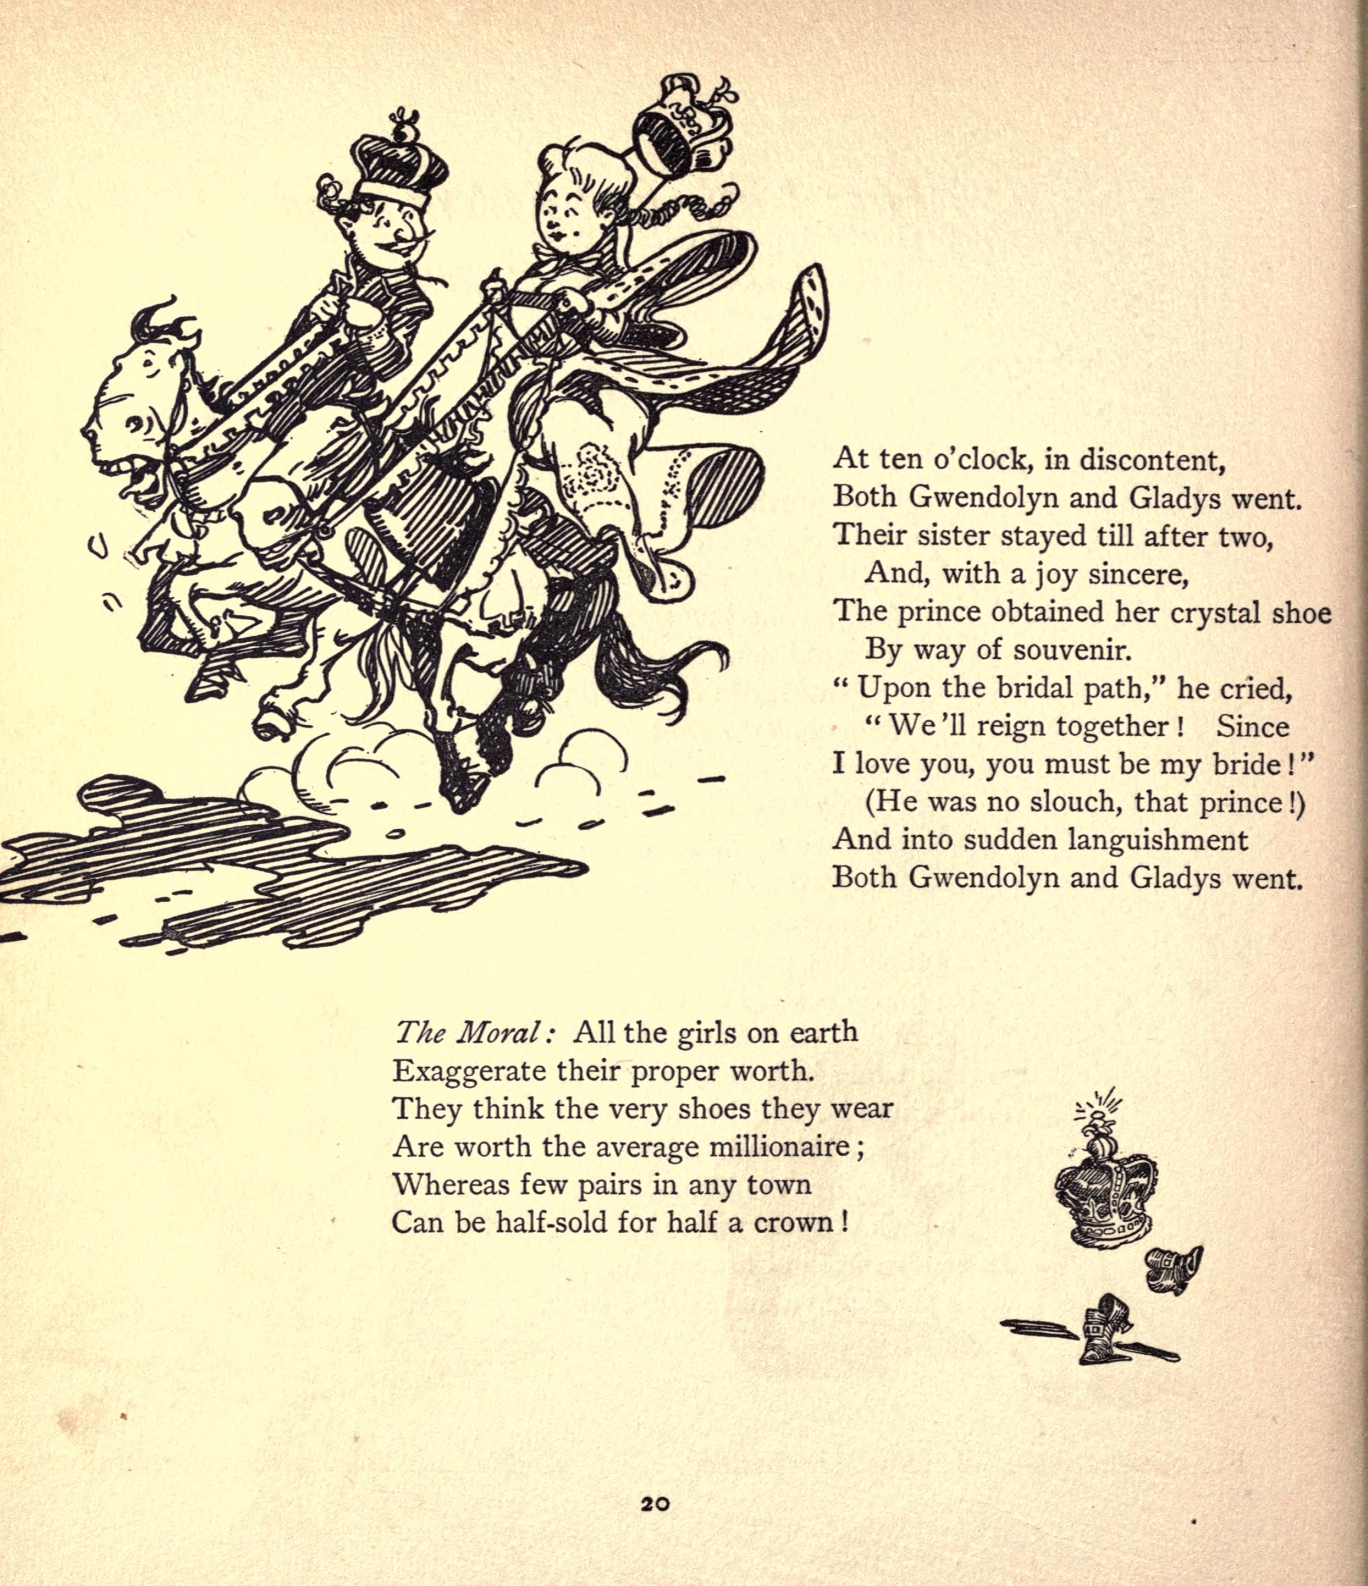 At ten o’clock, in discontent,
Both Gwendolyn and Gladys went.
Their sister stayed till after two,
And, with a joy sincere,
The prince obtained her crystal shoe
By way of souvenir.
“ Upon the bridal path,” he cried,
“ We ’ll reign together ! Since
I love you, you must be my bride ! ”
(He was no slouch, that prince !)
And into sudden languishment
Both Gwendolyn and Gladys went.
The Moral : All the girls on earth
Exaggerate their proper worth.
They think the very shoes they wear
Are worth the average millionaire ;
Whereas few pairs in any town
Can be half-sold for half a crown !
20